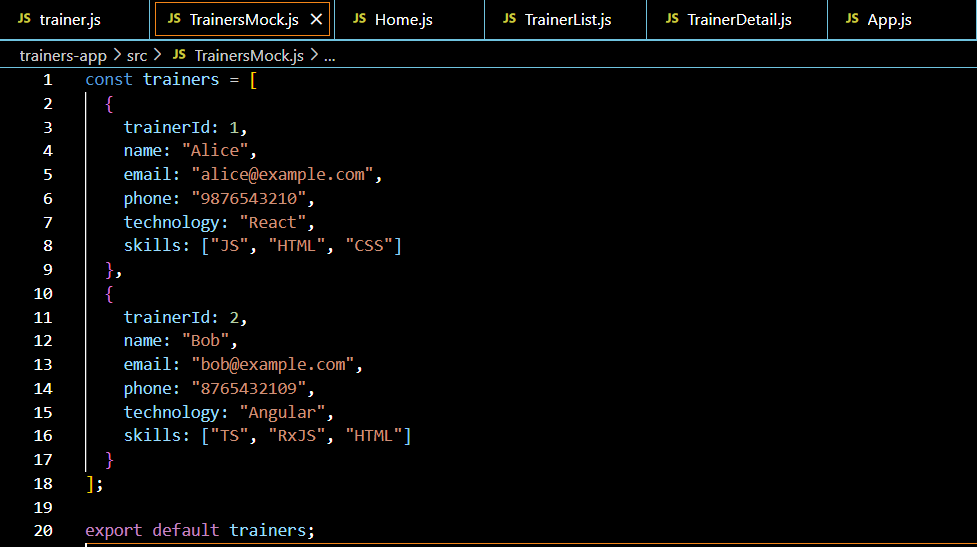 JS trainer.js JS TrainersMock.js × JS Home.js JS TrainerList.js JS TrainerDetail.js JS App.js
trainers-app > src > JS TrainersMock.js > ...
1 const trainers = [
2 {
3 trainerId: 1,
4 name: "Alice",
5 email: "alice@example.com",
6 phone: "9876543210",
7 technology: "React",
8 skills: ["JS", "HTML", "CSS"]
9 },
10 {
11 trainerId: 2,
12 name: "Bob",
13 email: "bob@example.com",
14 phone: "8765432109",
15 technology: "Angular",
16 skills: ["TS", "RxJS", "HTML"]
17 }
18 ];
19
20 export default trainers;